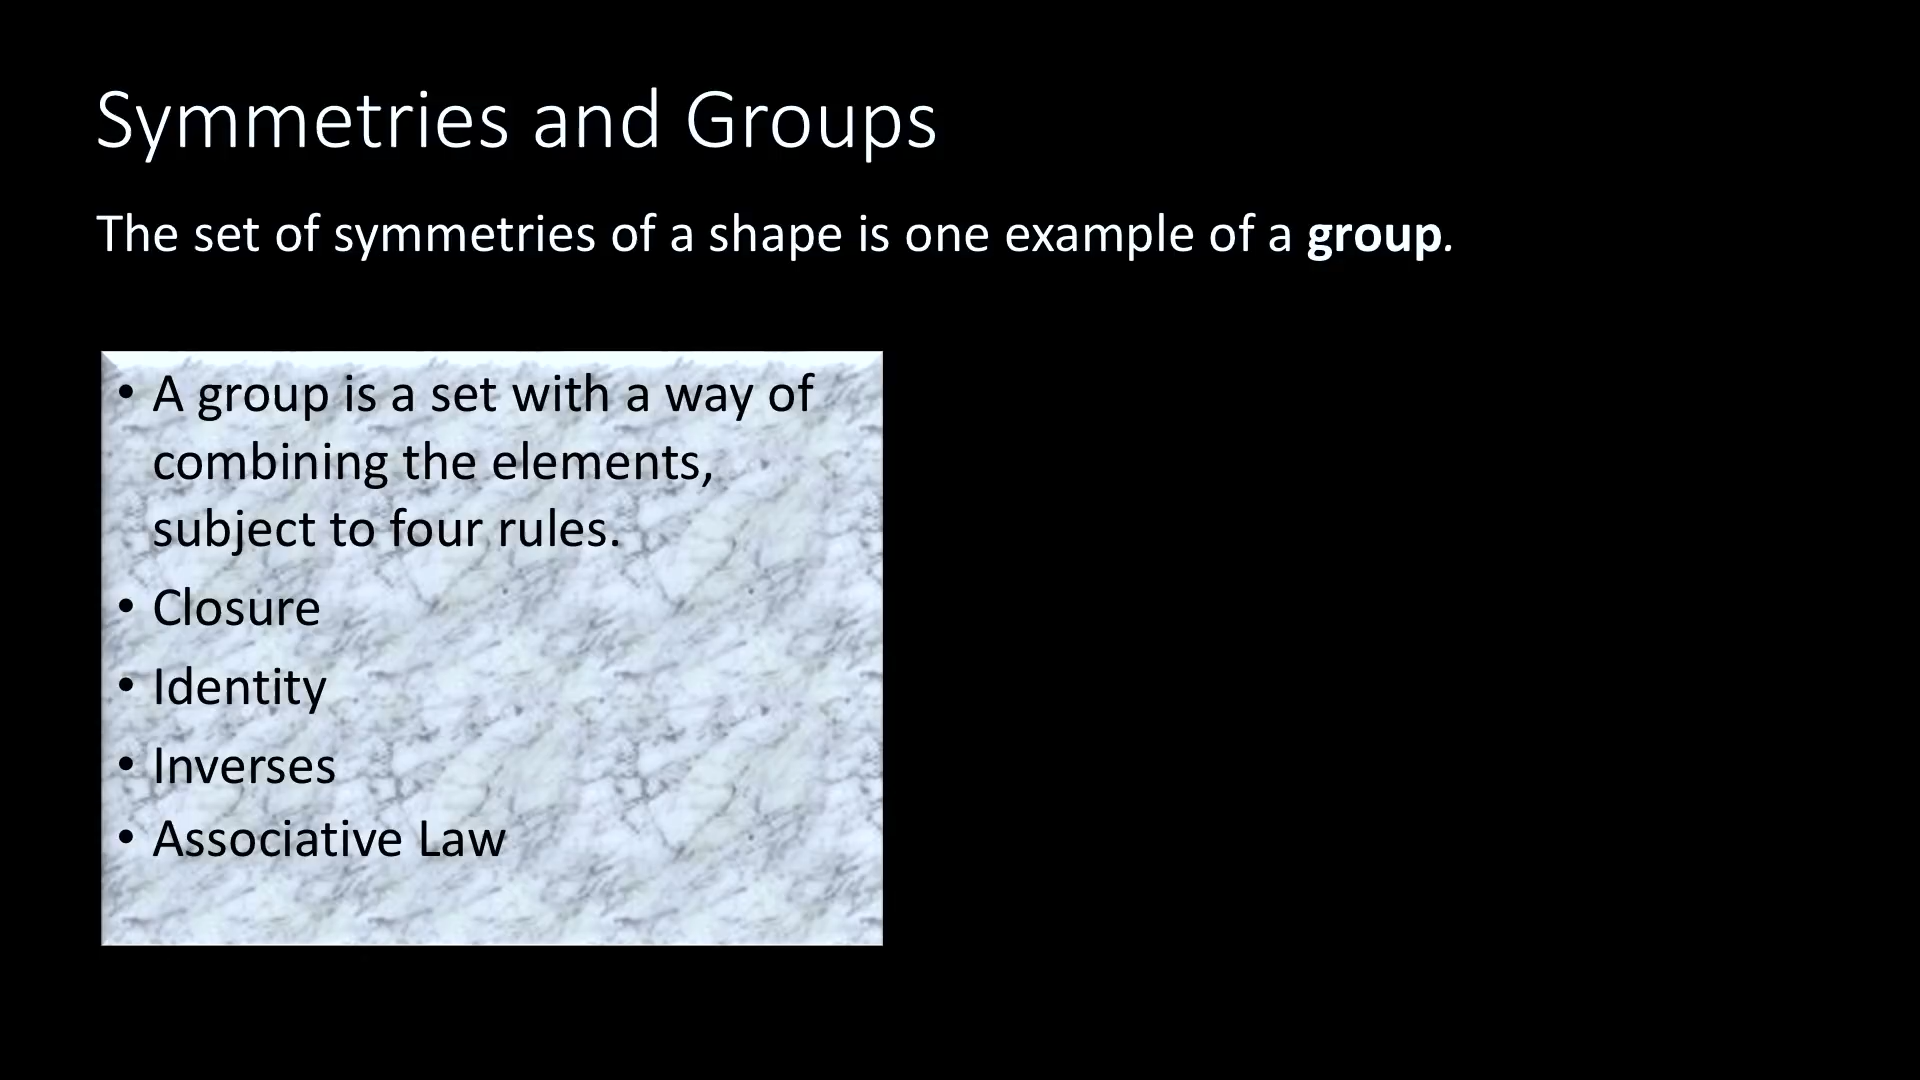 Symmetries and Groups
The set of symmetries of a shape is one example of a group.
• A group is a set with a way of
combining the elements,
subject to four rules.
• Closure
• Identity
• Inverses
• Associative Law